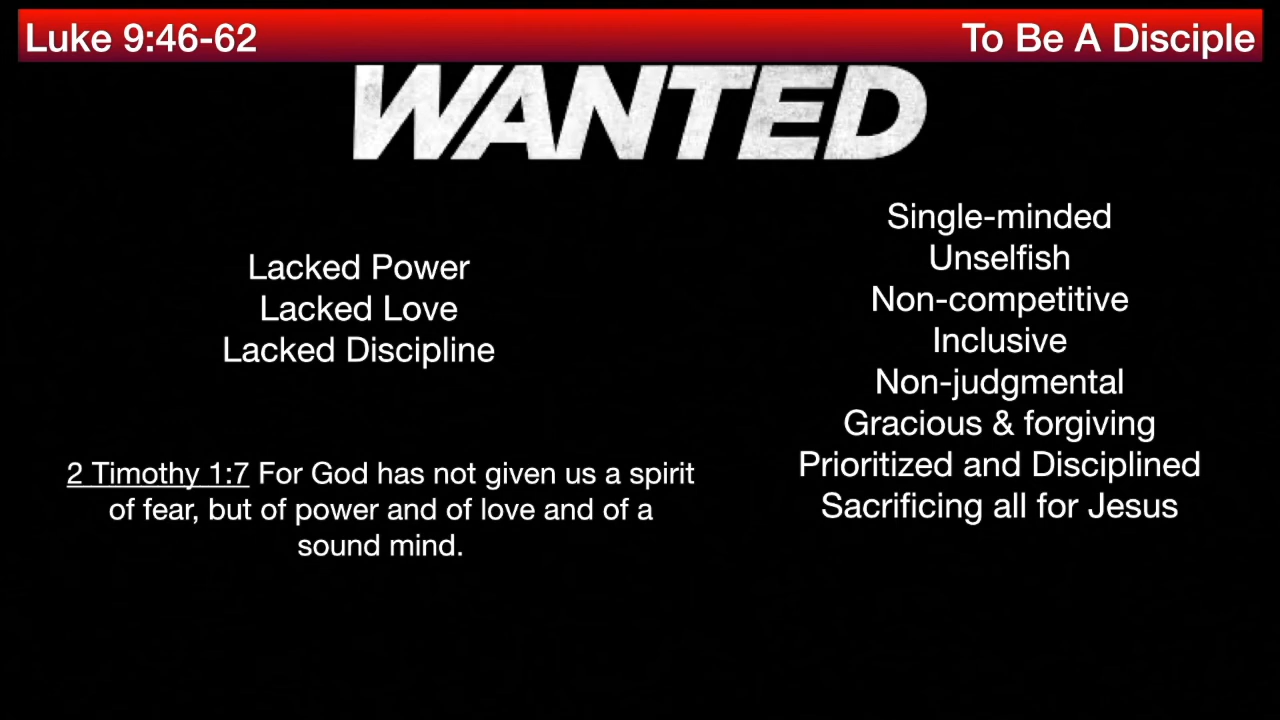 Luke 9:46-62
To Be A Disciple
WANTED
Lacked Power
Lacked Love
Lacked Discipline
2 Timothy 1:7 For God has not given us a spirit
of fear, but of power and of love and of a
sound mind.
Single-minded
Unselfish
Non-competitive
Inclusive
Non-judgmental
Gracious & forgiving
Prioritized and Disciplined
Sacrificing all for Jesus